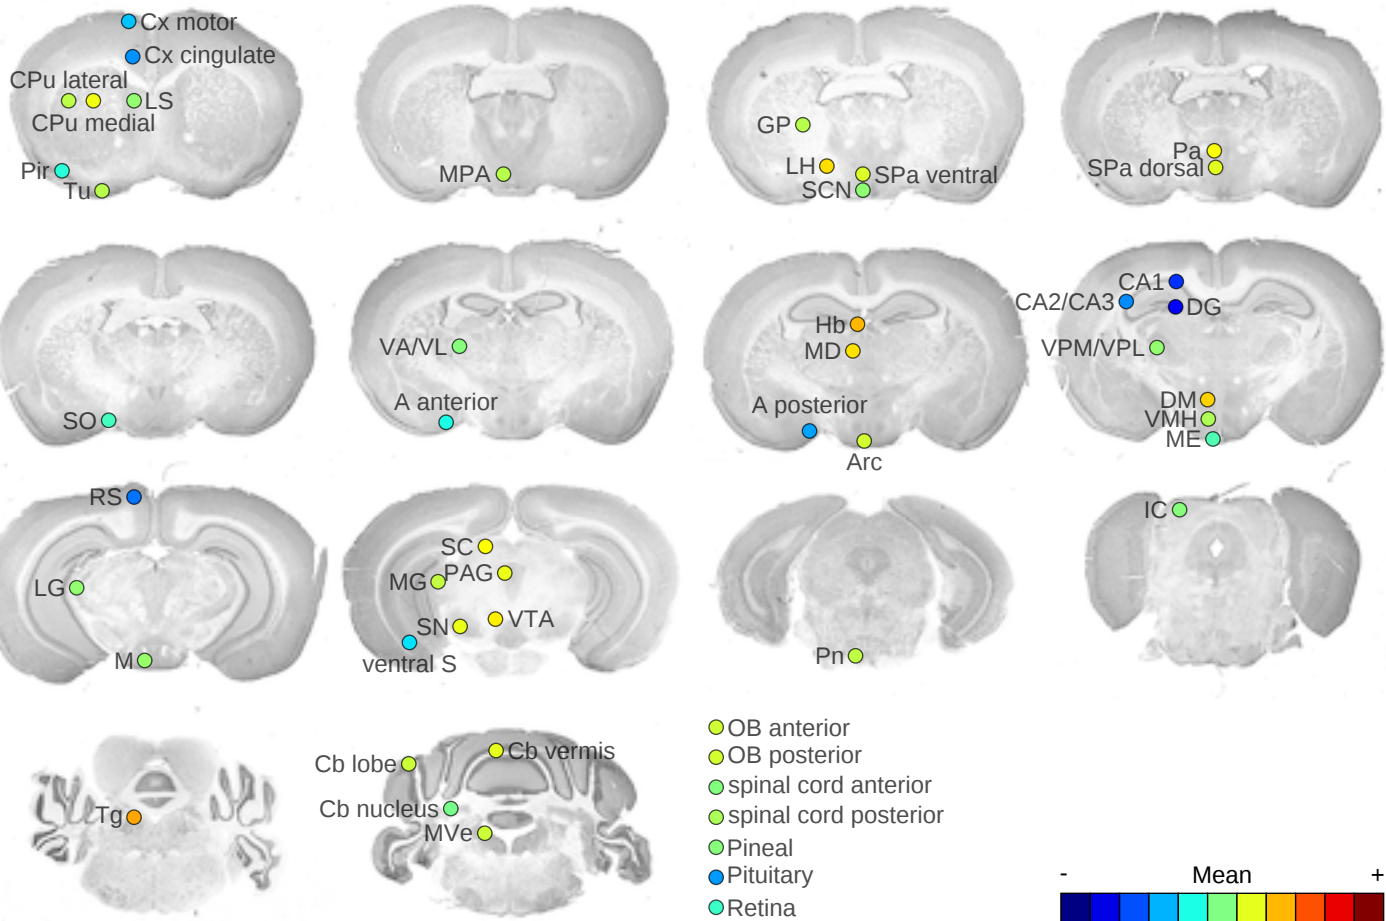 Cx motor
Cx cingulate
CPu lateral
LS
CPu medial
Pir
Tu
MPA
GP
LH
SPa ventral
SCN
Pa
SPa dorsal
SO
VA/VL
A anterior
Hb
MD
A posterior
Arc
CA1
CA2/CA3
DG
VPM/VPL
DM
VMH
ME
RS
LG
M
SC
MG
PAG
SN
VTA
ventral S
Pn
IC
Tg
Cb lobe
Cb vermis
Cb nucleus
MVe
OB anterior
OB posterior
spinal cord anterior
spinal cord posterior
Pineal
Pituitary
Retina
- Mean +